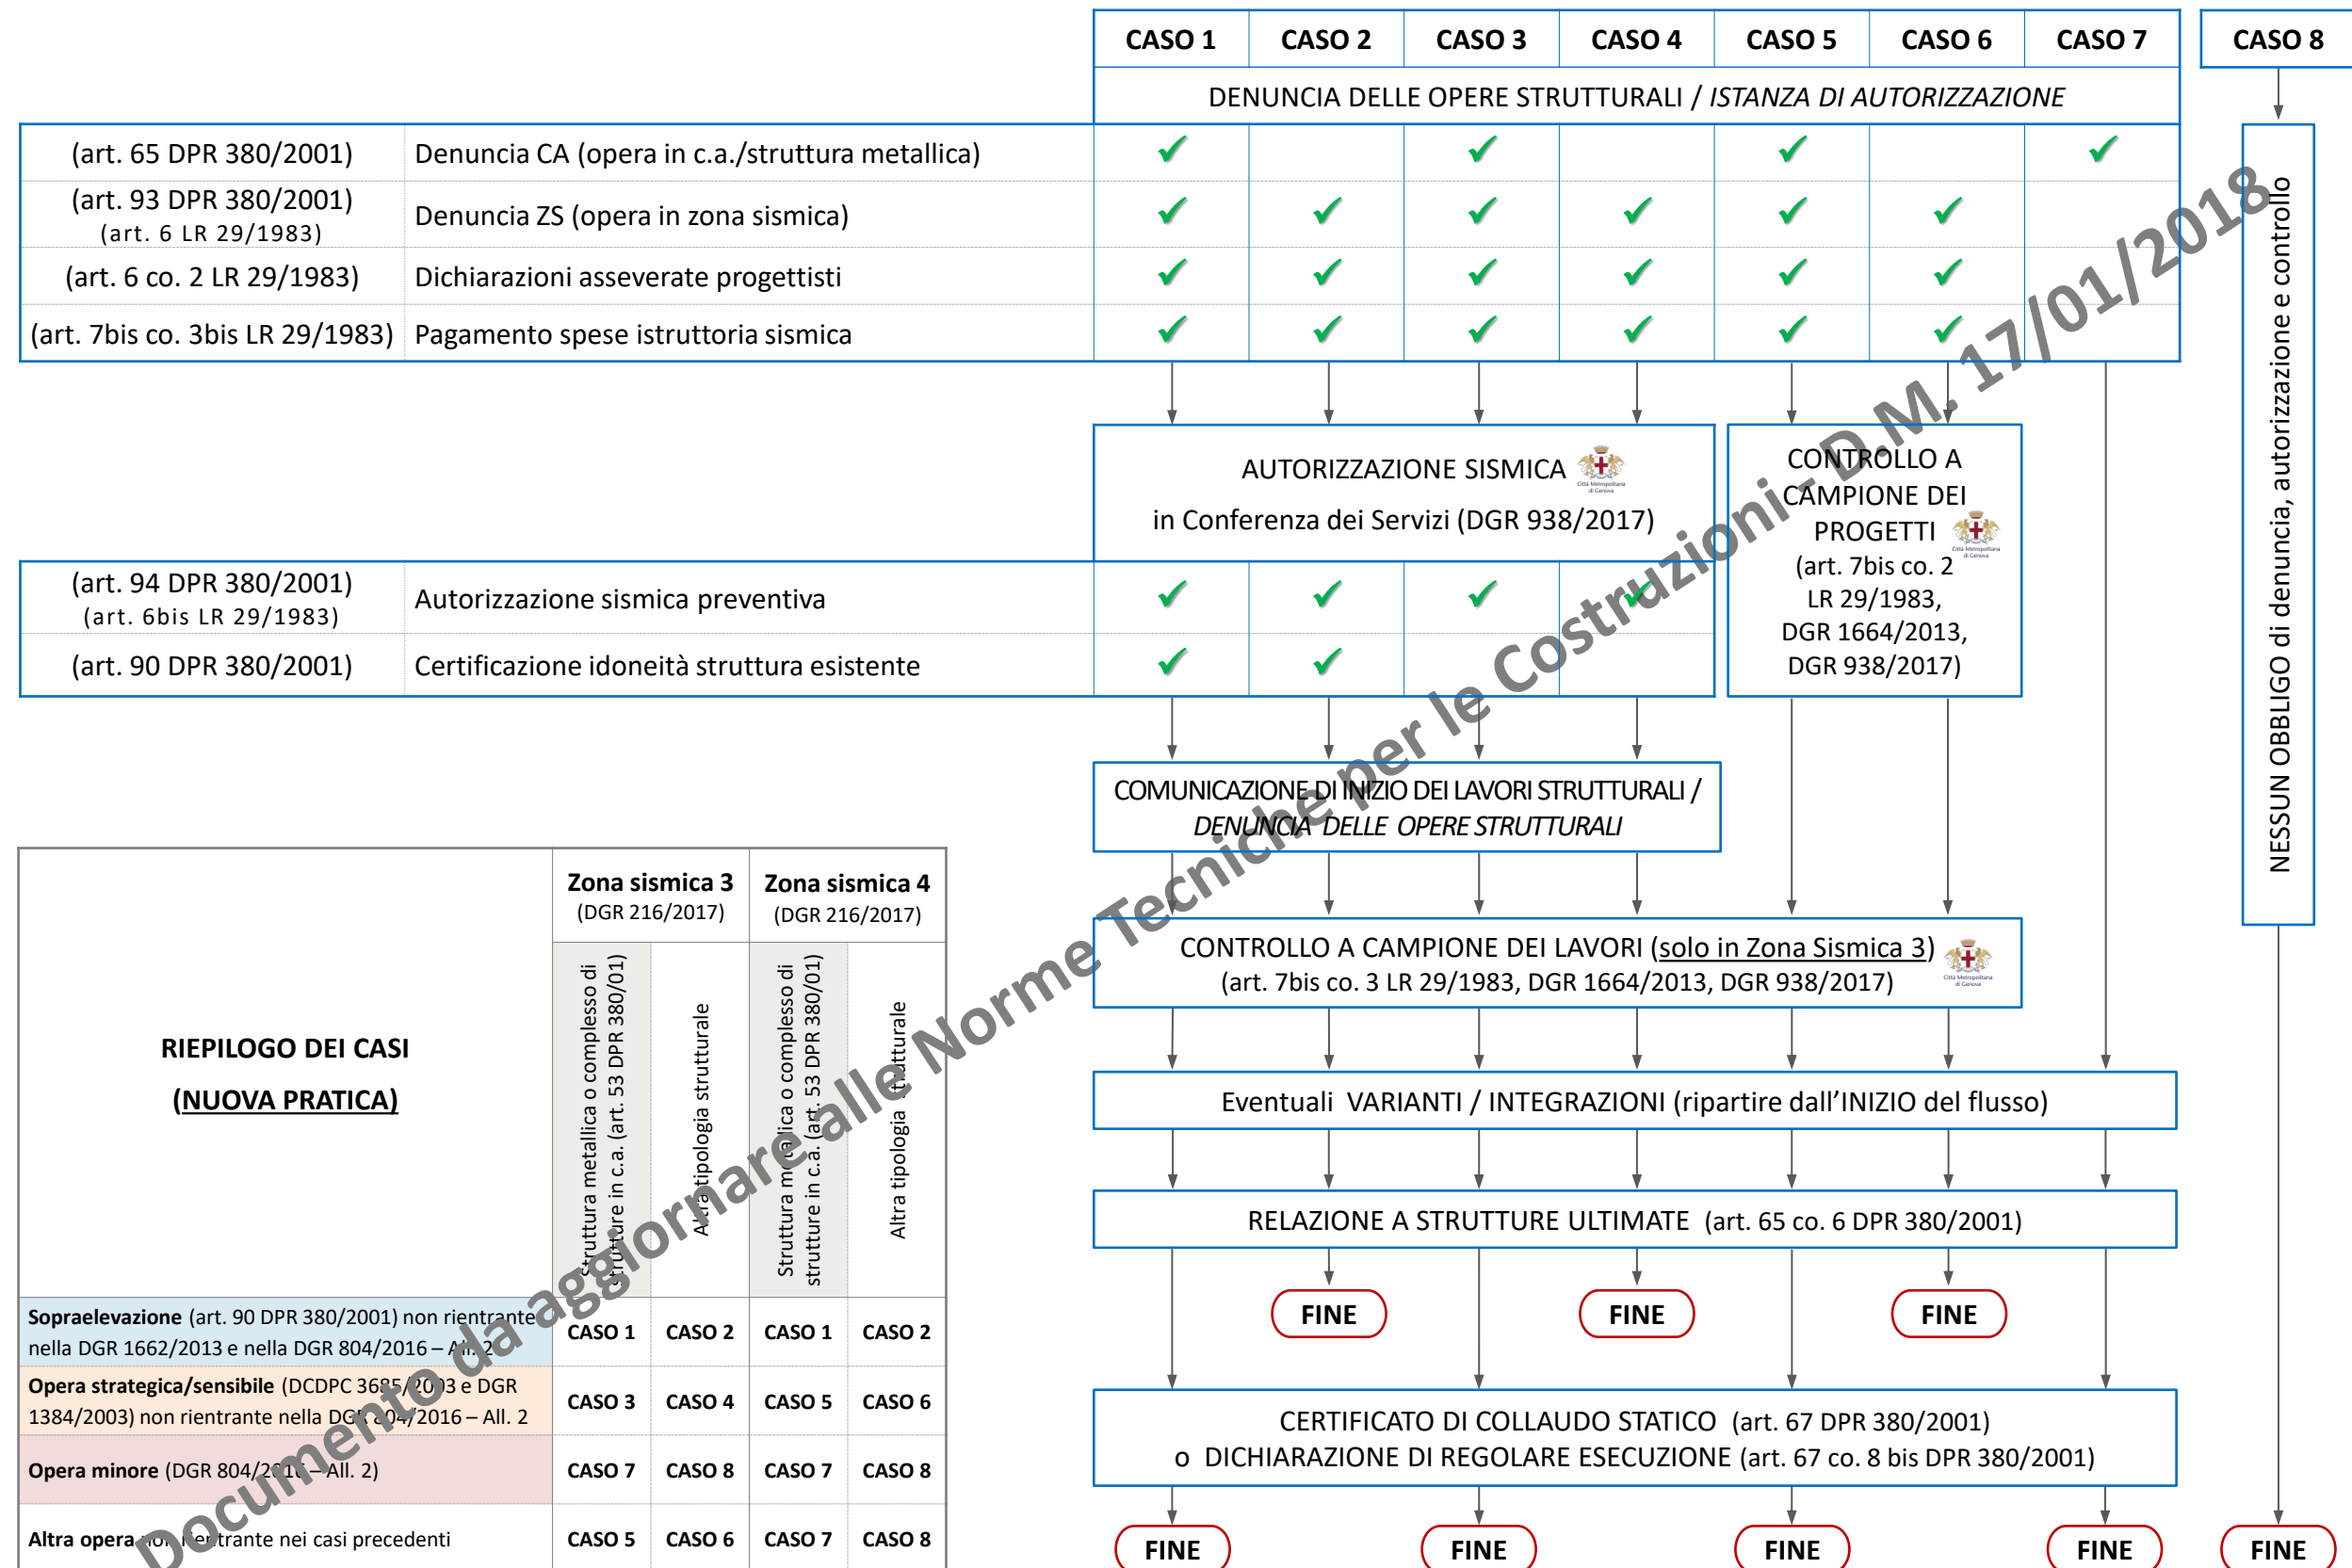 CASO 1 CASO 2 CASO 3 CASO 4 CASO 5 CASO 6 CASO 7 CASO 8
DENUNCIA DELLE OPERE STRUTTURALI / ISTANZA DI AUTORIZZAZIONE
(art. 65 DPR 380/2001) Denuncia CA (opera in c.a./struttura metallica) ✔ ✔ ✔ ✔
(art. 93 DPR 380/2001)
(art. 6 LR 29/1983)
Denuncia ZS (opera in zona sismica) ✔ ✔ ✔ ✔ ✔ ✔
(art. 6 co. 2 LR 29/1983) Dichiarazioni asseverate progettisti ✔ ✔ ✔ ✔ ✔ ✔
(art. 7bis co. 3bis LR 29/1983) Pagamento spese istruttoria sismica ✔ ✔ ✔ ✔ ✔ ✔
AUTORIZZAZIONE SISMICA
Città Metropolitana
di Genova
in Conferenza dei Servizi (DGR 938/2017)
CONTROLLO A
CAMPIONE DEI
PROGETTI
Città Metropolitana
di Genova
(art. 7bis co. 2
LR 29/1983,
DGR 1664/2013,
DGR 938/2017)
NESSUN OBBLIGO di denuncia, autorizzazione e controllo
(art. 94 DPR 380/2001)
(art. 6bis LR 29/1983)
Autorizzazione sismica preventiva ✔ ✔ ✔ ✔
(art. 90 DPR 380/2001) Certificazione idoneità struttura esistente ✔ ✔
COMUNICAZIONE DI INIZIO DEI LAVORI STRUTTURALI /
DENUNCIA DELLE OPERE STRUTTURALI
CONTROLLO A CAMPIONE DEI LAVORI (solo in Zona Sismica 3)
(art. 7bis co. 3 LR 29/1983, DGR 1664/2013, DGR 938/2017)
Città Metropolitana
di Genova
Eventuali VARIANTI / INTEGRAZIONI (ripartire dall'INIZIO del flusso)
RELAZIONE A STRUTTURE ULTIMATE (art. 65 co. 6 DPR 380/2001)
FINE FINE FINE
CERTIFICATO DI COLLAUDO STATICO (art. 67 DPR 380/2001)
o DICHIARAZIONE DI REGOLARE ESECUZIONE (art. 67 co. 8 bis DPR 380/2001)
FINE FINE FINE FINE FINE
RIEPILOGO DEI CASI
(NUOVA PRATICA)
Zona sismica 3
(DGR 216/2017)
Zona sismica 4
(DGR 216/2017)
Struttura metallica o complesso di
strutture in c.a. (art. 53 DPR 380/01)
Altra tipologia strutturale
Struttura metallica o complesso di
strutture in c.a. (art. 53 DPR 380/01)
Altra tipologia strutturale
Sopraelevazione (art. 90 DPR 380/2001) non rientrante
nella DGR 1662/2013 e nella DGR 804/2016 – All. 2
CASO 1 CASO 2 CASO 1 CASO 2
Opera strategica/sensibile (DCDPC 3685/2003 e DGR
1384/2003) non rientrante nella DGR 804/2016 – All. 2
CASO 3 CASO 4 CASO 5 CASO 6
Opera minore (DGR 804/2016 – All. 2)
CASO 7 CASO 8 CASO 7 CASO 8
Altra opera non rientrante nei casi precedenti
CASO 5 CASO 6 CASO 7 CASO 8
Documento da aggiornare alle Norme Tecniche per le Costruzioni - D.M. 17/01/2018